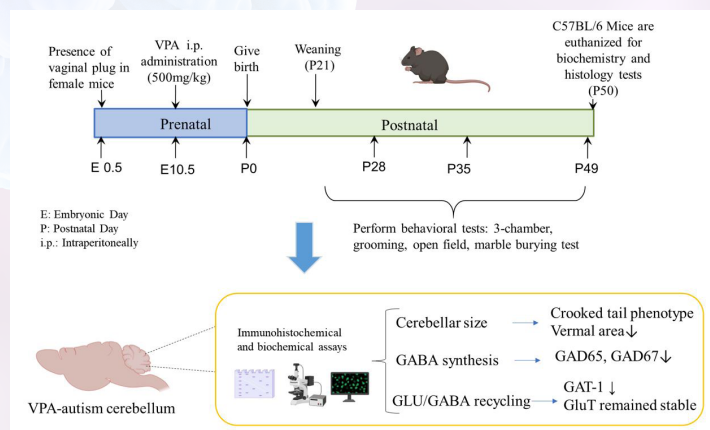 Presence of
vaginal plug in
female mice
VPA i.p.
administration
(500mg/kg)
Give
birth
Weaning
(P21)
C57BL/6 Mice are
euthanized for
biochemistry and
histology tests
(P50)
Prenatal
Postnatal
E 0.5
E10.5
P0
P28
P35
P49
E: Embryonic Day
P: Postnatal Day
i.p.: Intraperitoneally
Perform behavioral tests: 3-chamber,
grooming, open field, marble burying test
Immunohistochemical
and biochemical assays
Cerebellar size
Crooked tail phenotype
Vermal area↓
GABA synthesis
GAD65, GAD67↓
GLU/GABA recycling
GAT-1 ↓
GluT remained stable
VPA-autism cerebellum